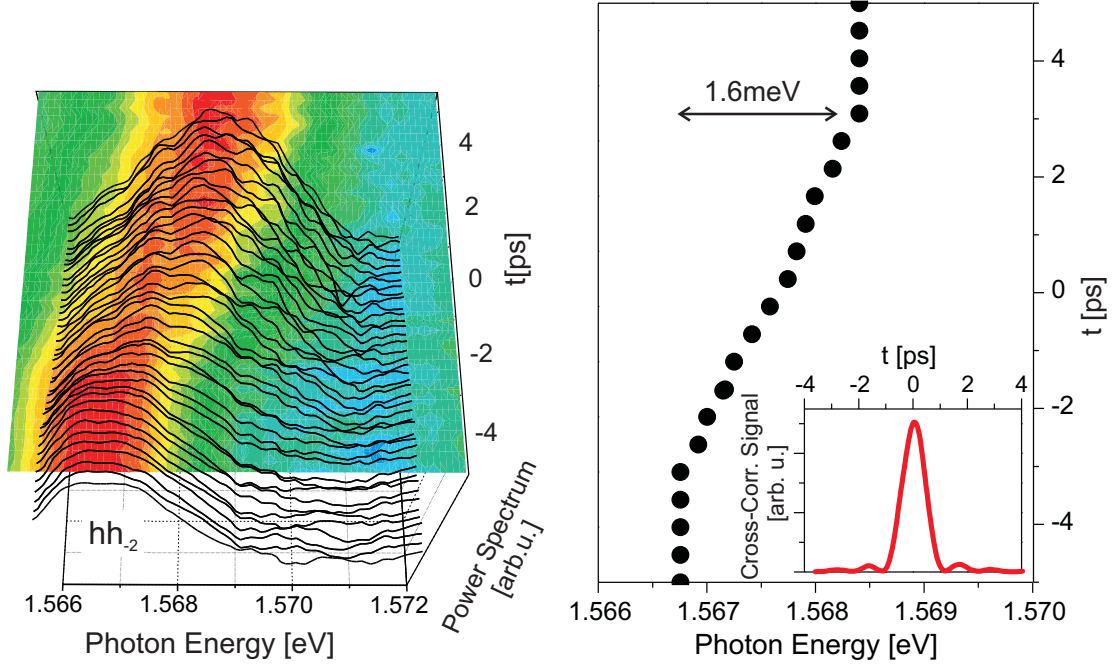 4
2
0
-2
-4
t[ps]
Power Spectrum
[arb.u.]
hh-2
1.566 1.568 1.570 1.572
Photon Energy [eV]
1.6meV
4
2
0
-2
-4
t [ps]
t [ps]
-4 -2 0 2 4
Cross-Corr. Signal
[arb. u.]
1.566 1.567 1.568 1.569 1.570
Photon Energy [eV]